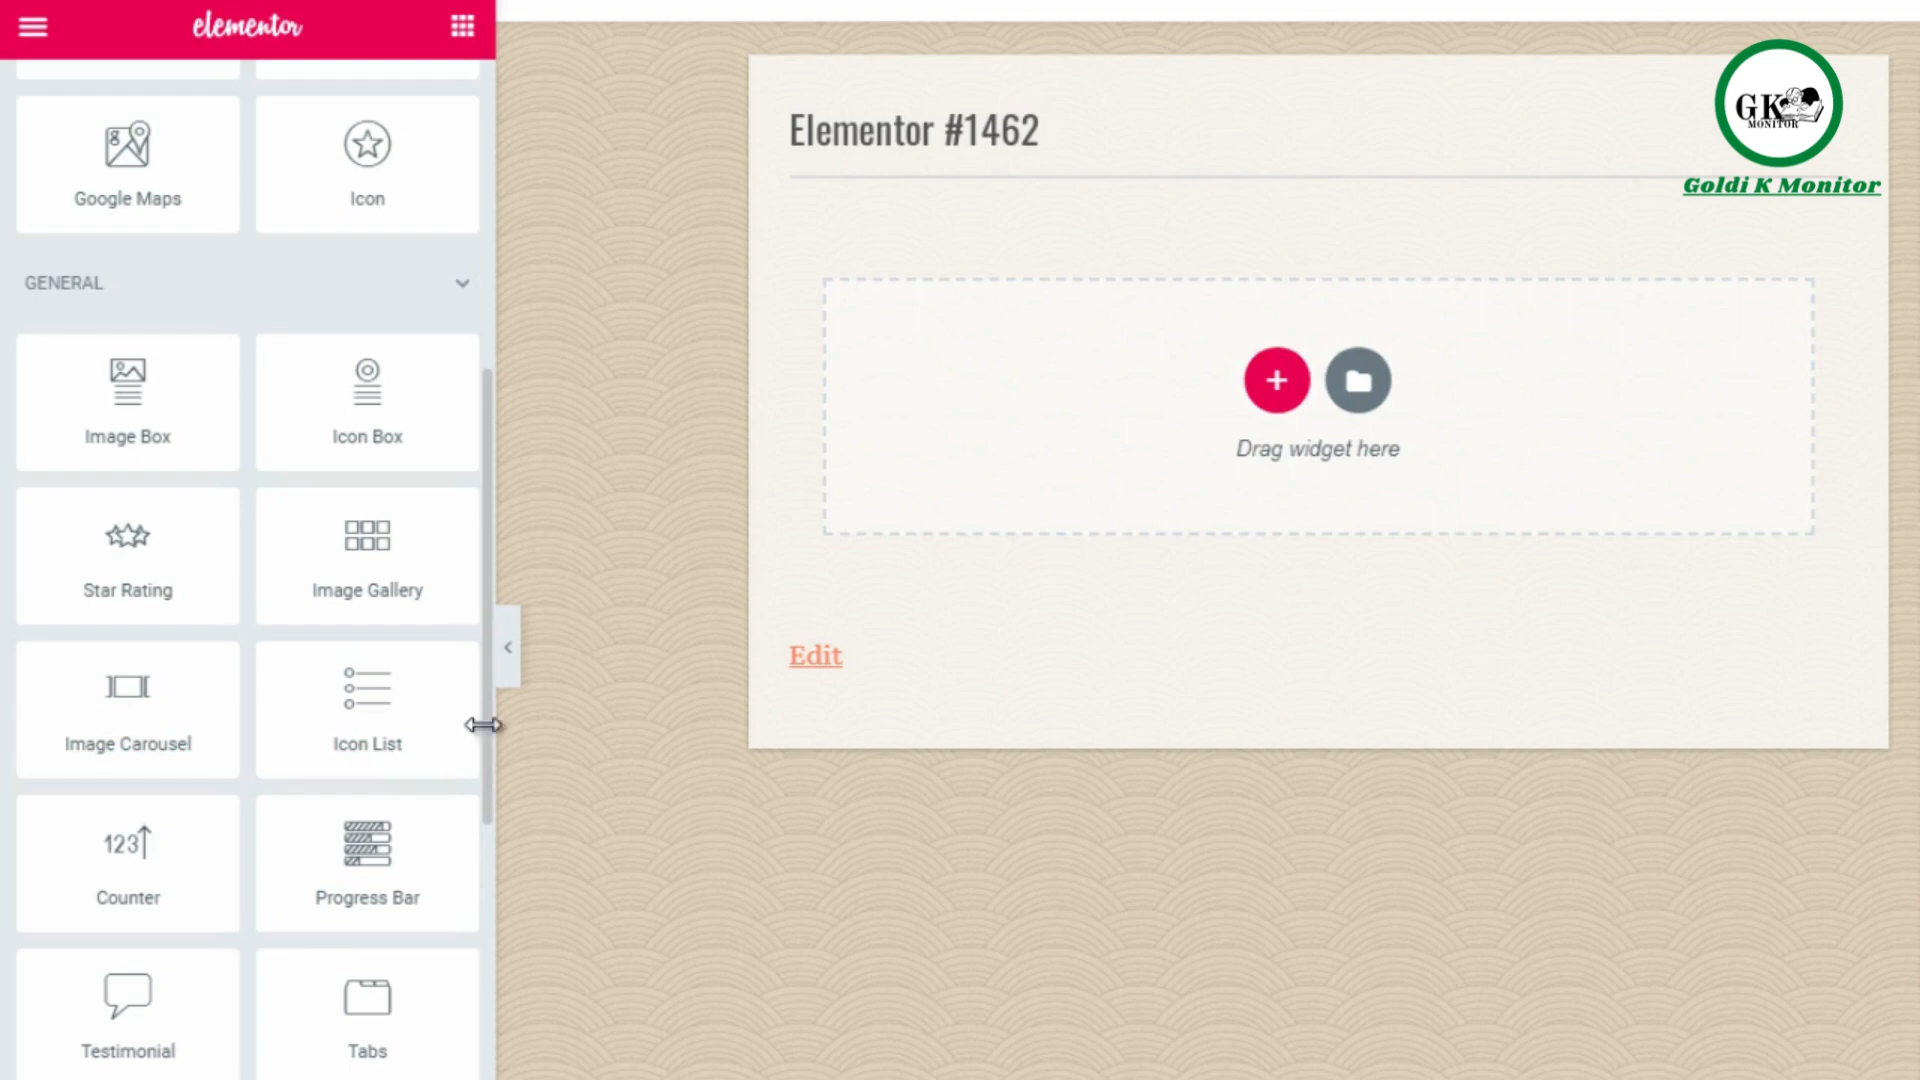 elementor
Google Maps
Icon
GENERAL
Image Box
Icon Box
Star Rating
Image Gallery
Image Carousel
Icon List
123
Counter
Progress Bar
Testimonial
Tabs
Elementor #1462
GK
MONITOR
Goldi K Monitor
Drag widget here
Edit